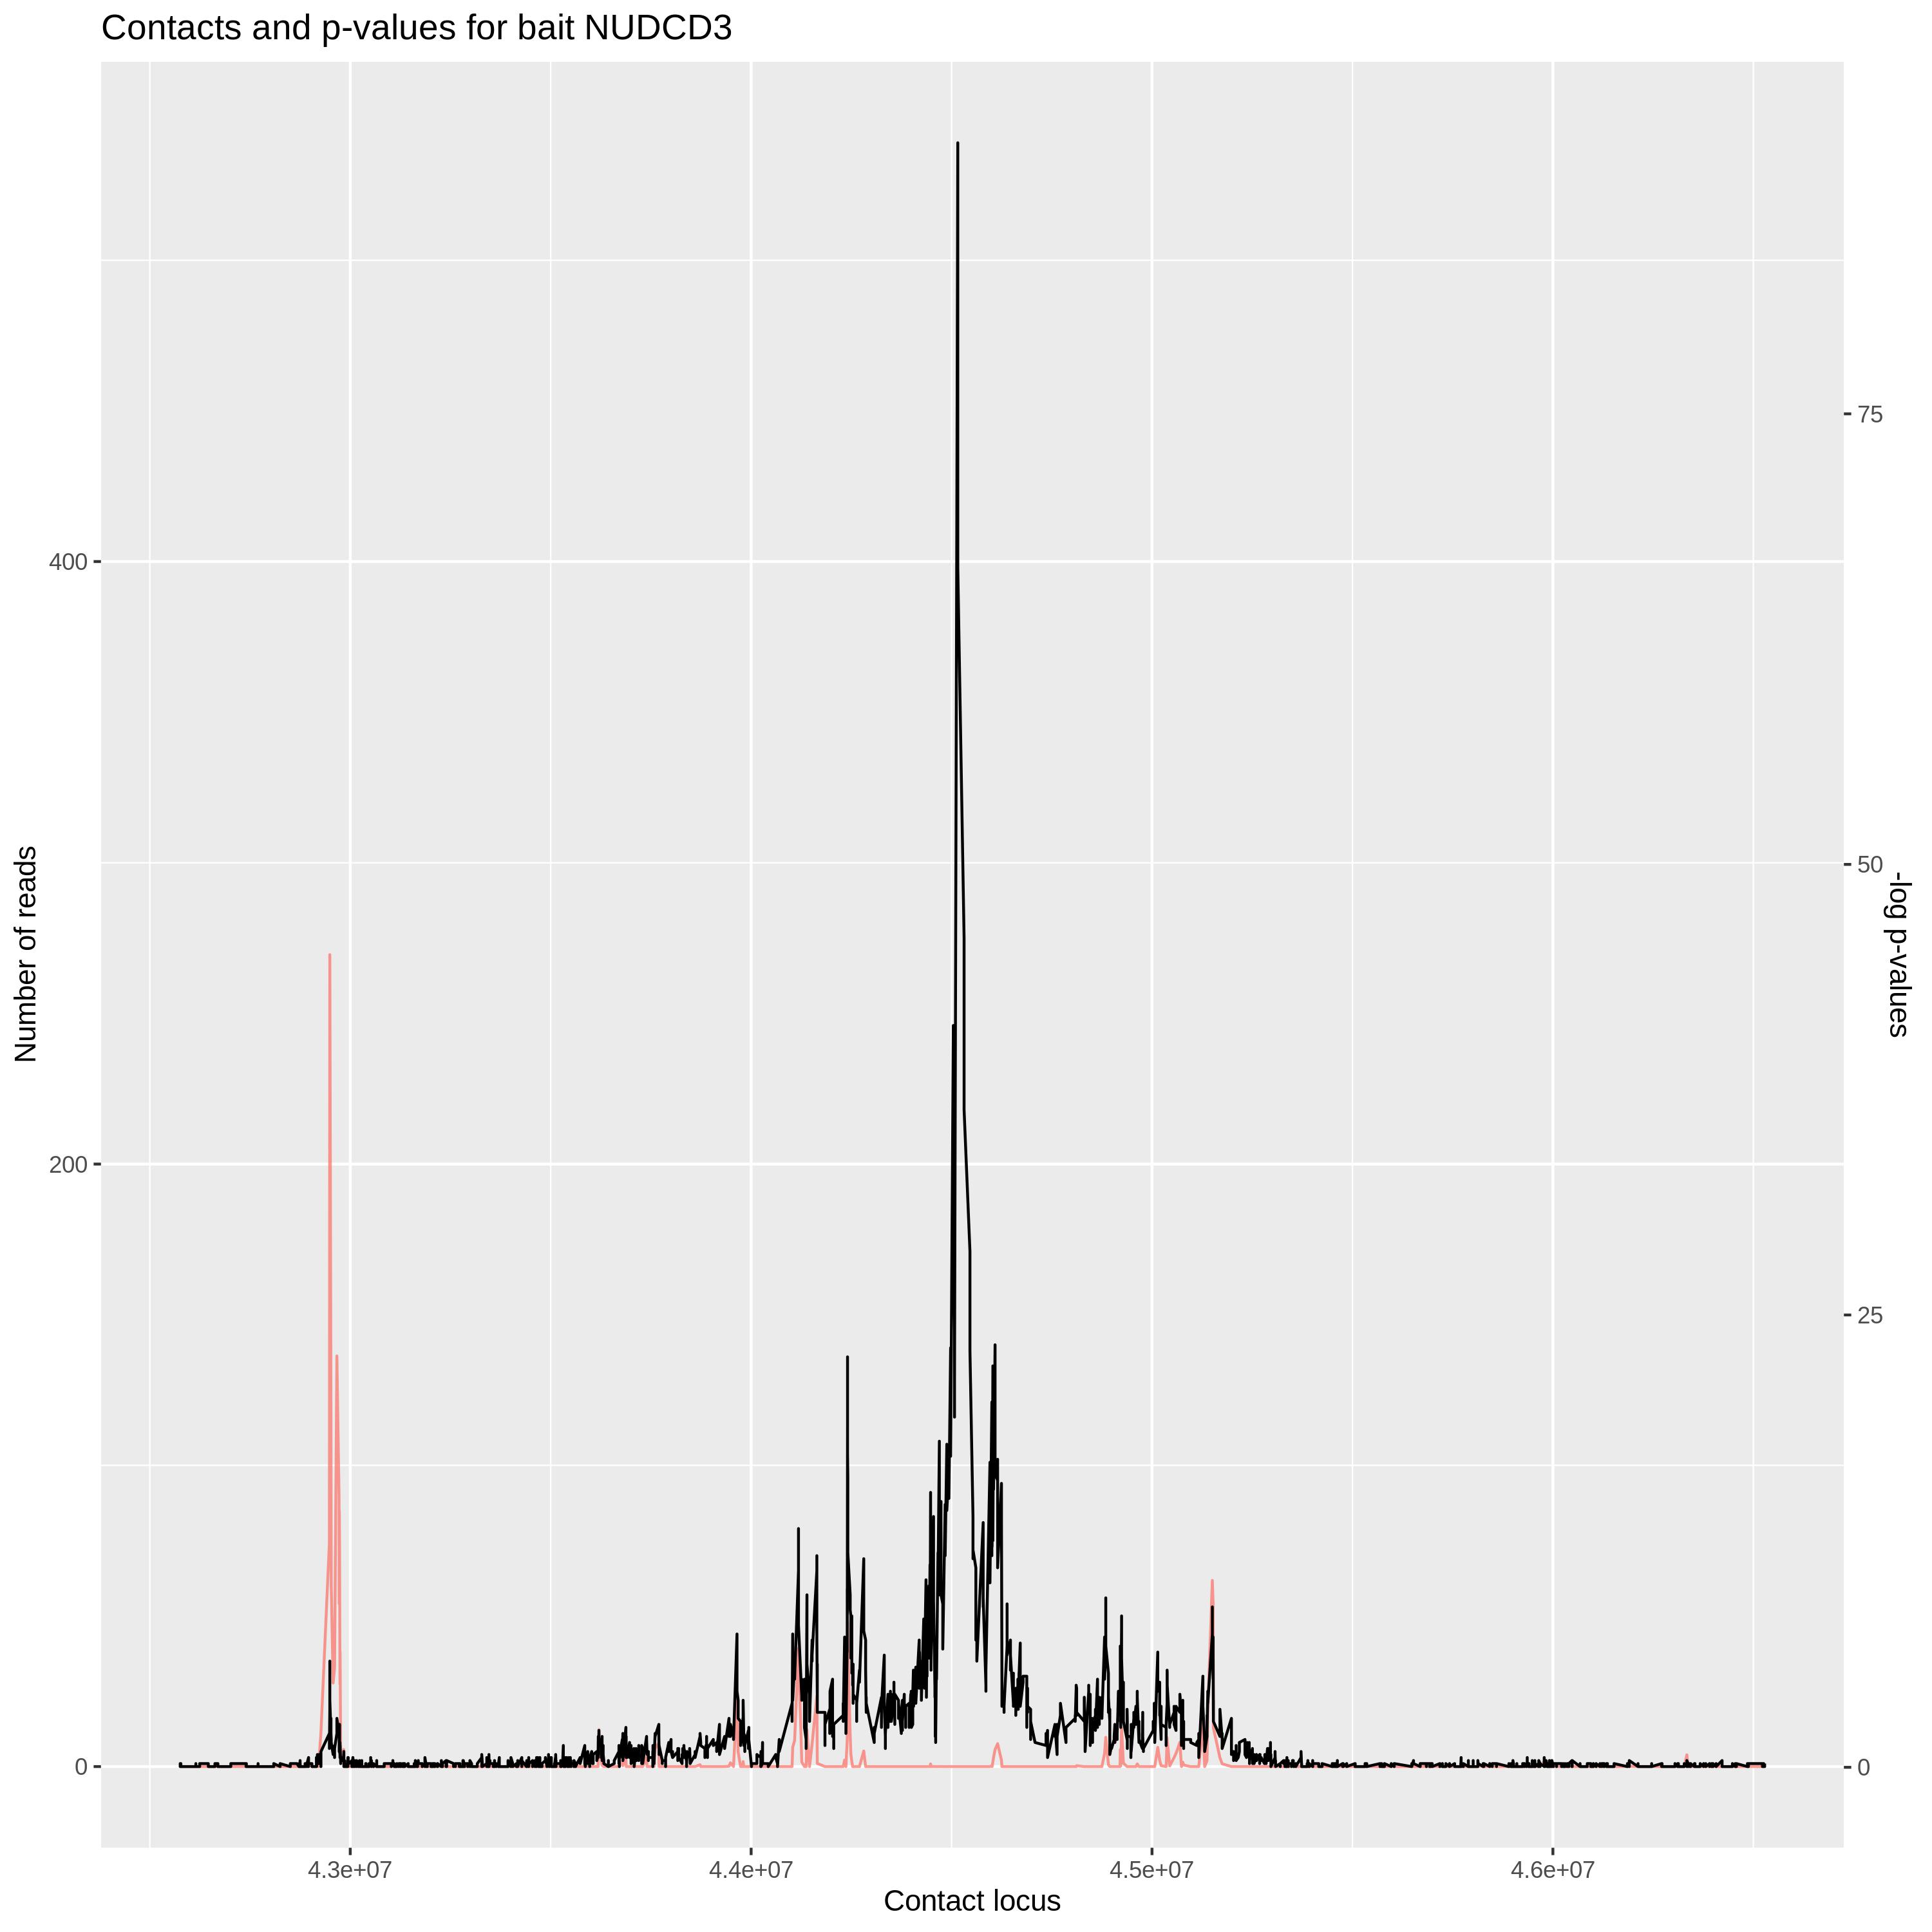 Contacts and p-values for bait NUDCD3
Number of reads
400
200
0
75
50
25
0
-log p-values
4.3e+07
4.4e+07
4.5e+07
4.6e+07
Contact locus